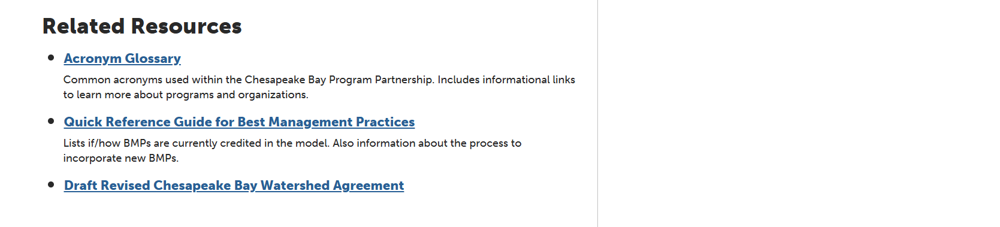 Related Resources
Acronym Glossary
Common acronyms used within the Chesapeake Bay Program Partnership. Includes informational links
to learn more about programs and organizations.
Quick Reference Guide for Best Management Practices
Lists if/how BMPs are currently credited in the model. Also information about the process to
incorporate new BMPs.
Draft Revised Chesapeake Bay Watershed Agreement